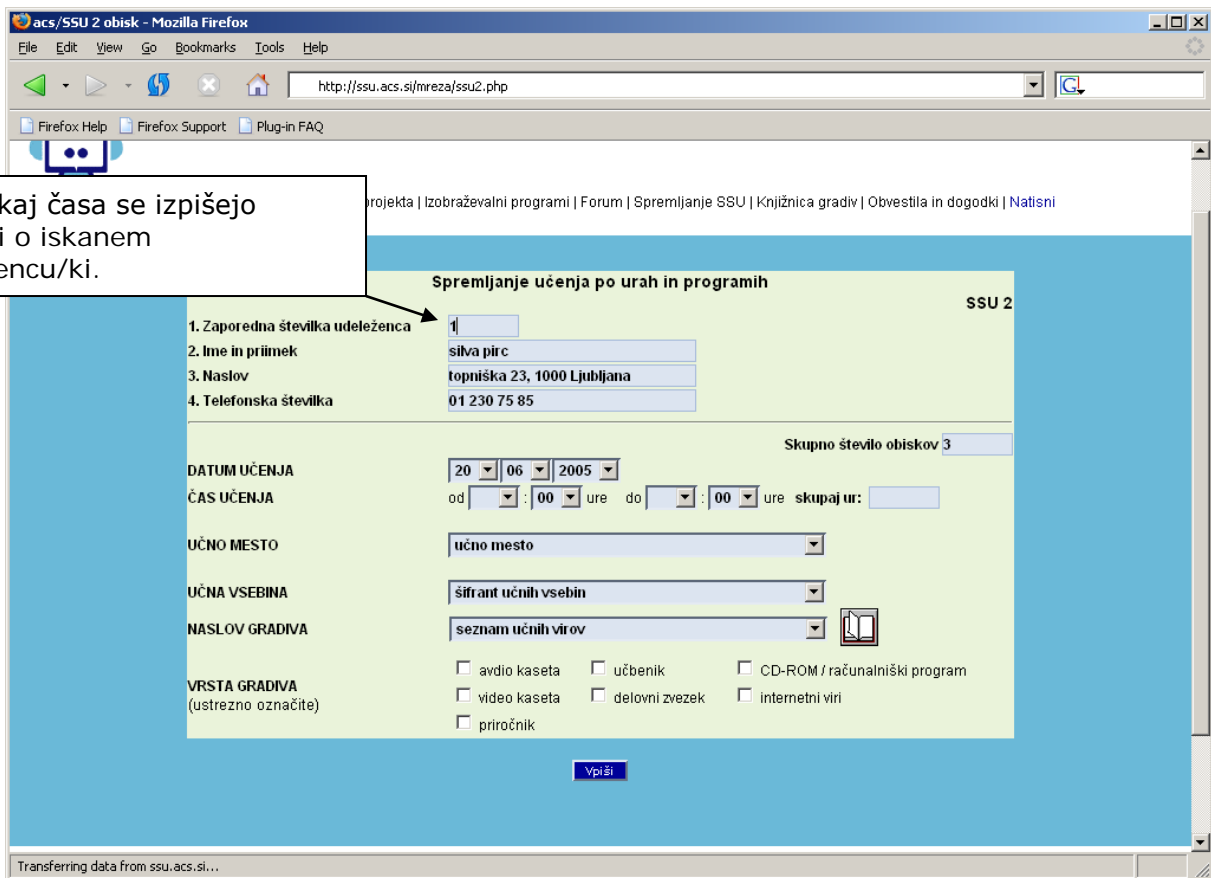 acs/SSU 2 obisk - Mozilla Firefox
File Edit View Go Bookmarks Tools Help
http://ssu.acs.si/mreza/ssu2.php
Firefox Help Firefox Support Plug-in FAQ
kaj časa se izpišejo
i o iskanem
encu/ki.
rojekta | Izobraževalni programi | Forum | Spremljanje SSU | Knjižnica gradiv | Obvestila in dogodki | Natisni
Spremljanje učenja po urah in programih
SSU 2
1. Zaporedna številka udeleženca 1
2. Ime in priimek silva pirc
3. Naslov topniška 23, 1000 Ljubljana
4. Telefonska številka 01 230 75 85
Skupno število obiskov 3
DATUM UČENJA 20 06 2005
ČAS UČENJA od : 00 ure do : 00 ure skupaj ur:
UČNO MESTO učno mesto
UČNA VSEBINA šifrant učnih vsebin
NASLOV GRADIVA seznam učnih virov
VRSTA GRADIVA
(ustrezno označite)
avdio kaseta učbenik CD-ROM / računalniški program
video kaseta delovni zvezek internetni viri
priročnik
Vpiši
Transferring data from ssu.acs.si...